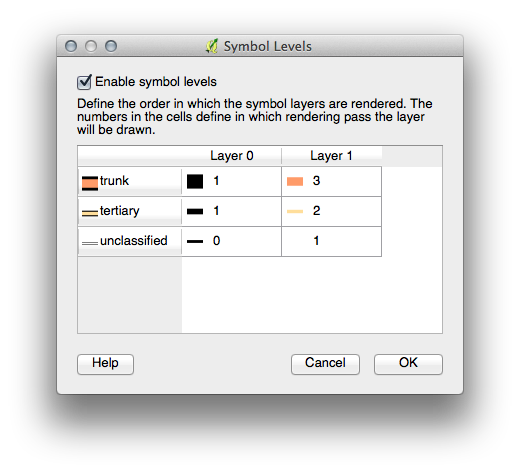 Symbol Levels
Enable symbol levels
Define the order in which the symbol layers are rendered. The
numbers in the cells define in which rendering pass the layer
will be drawn.
Layer 0 Layer 1
trunk 1 3
tertiary 1 2
unclassified 0 1
Help Cancel OK